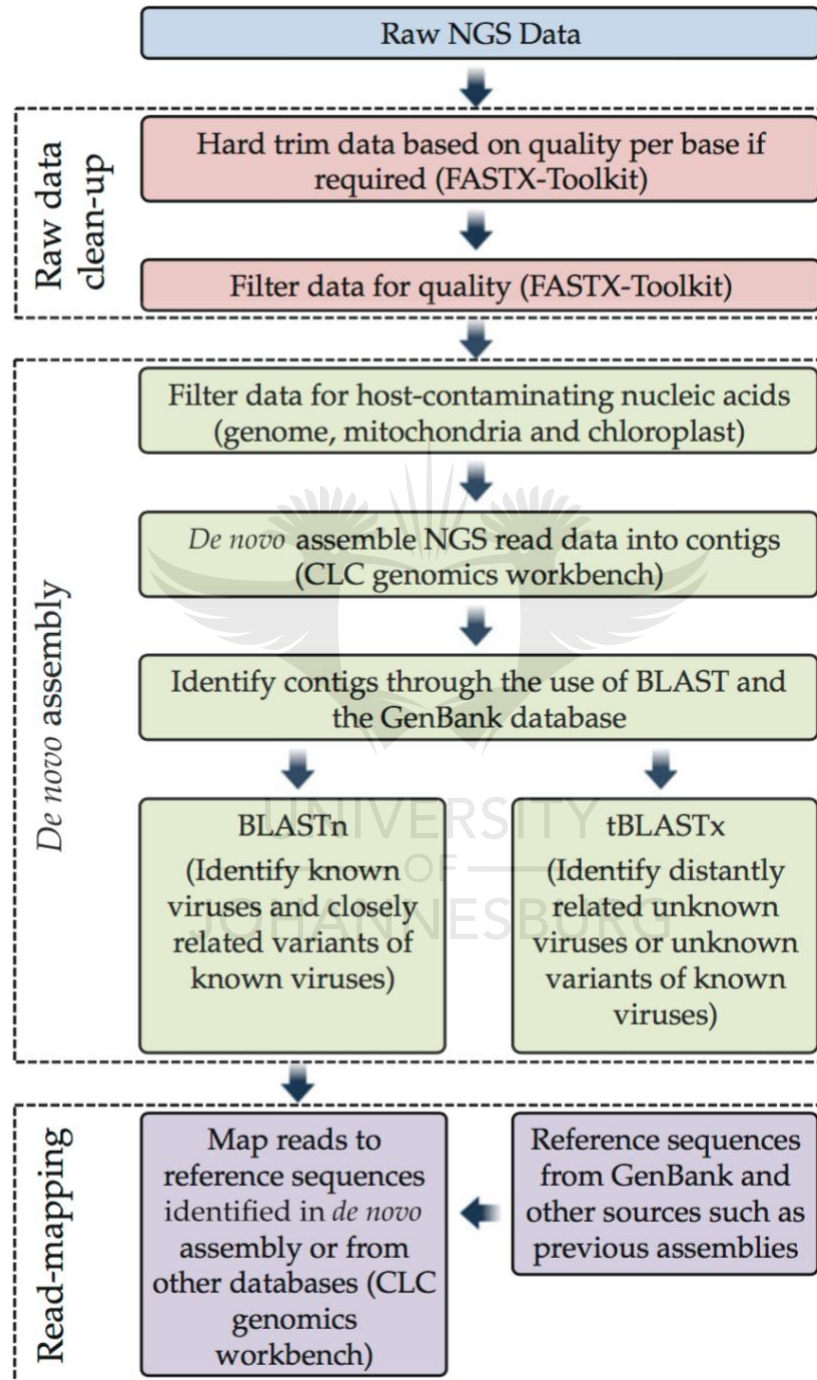 Raw NGS Data
Raw data
clean-up
Hard trim data based on quality per base if
required (FASTX-Toolkit)
Filter data for quality (FASTX-Toolkit)
De novo assembly
Filter data for host-contaminating nucleic acids
(genome, mitochondria and chloroplast)
De novo assemble NGS read data into contigs
(CLC genomics workbench)
Identify contigs through the use of BLAST and
the GenBank database
BLASTn
(Identify known
viruses and closely
related variants of
known viruses)
tBLASTx
(Identify distantly
related unknown
viruses or unknown
variants of known
viruses)
UNIVERSITY
OF
JOHANNESBURG
Read-mapping
Map reads to
reference sequences
identified in de novo
assembly or from
other databases (CLC
genomics
workbench)
Reference sequences
from GenBank and
other sources such as
previous assemblies